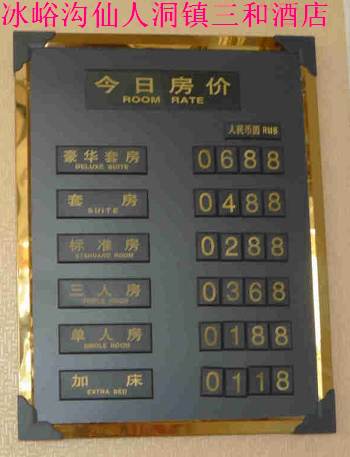 冰峪沟仙人洞镇三和酒店
今日房价
ROOM RATE
人民币圆 RMB
豪华套房 0688
DELUXE SUITE
套房 0488
SUITE
标准房 0288
STANDARD ROOM
三人房 0368
TRIPLE ROOM
单人房 0188
SINGLE ROOM
加床 0118
EXTRA BED